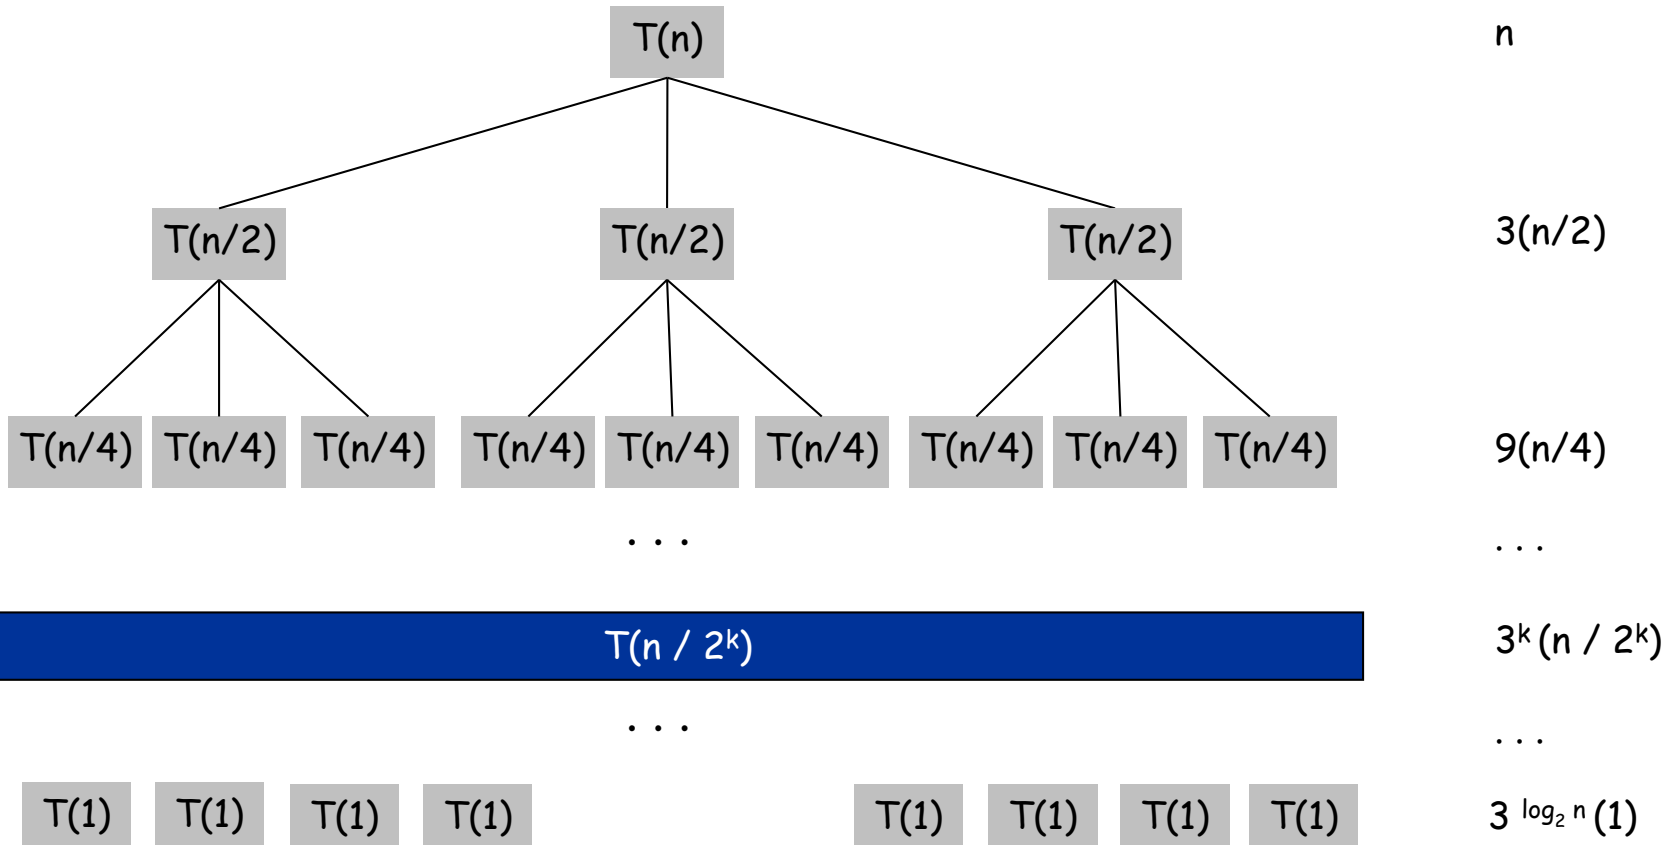 T(n) n
T(n/2) T(n/2) T(n/2) 3(n/2)
T(n/4) T(n/4) T(n/4) T(n/4) T(n/4) T(n/4) T(n/4) T(n/4) T(n/4) 9(n/4)
. . . . . .
T(n / 2ᵏ) 3ᵏ (n / 2ᵏ)
. . . . . .
T(1) T(1) T(1) T(1) T(1) T(1) T(1) T(1) 3 ˡᵒᵍ₂ ⁿ (1)